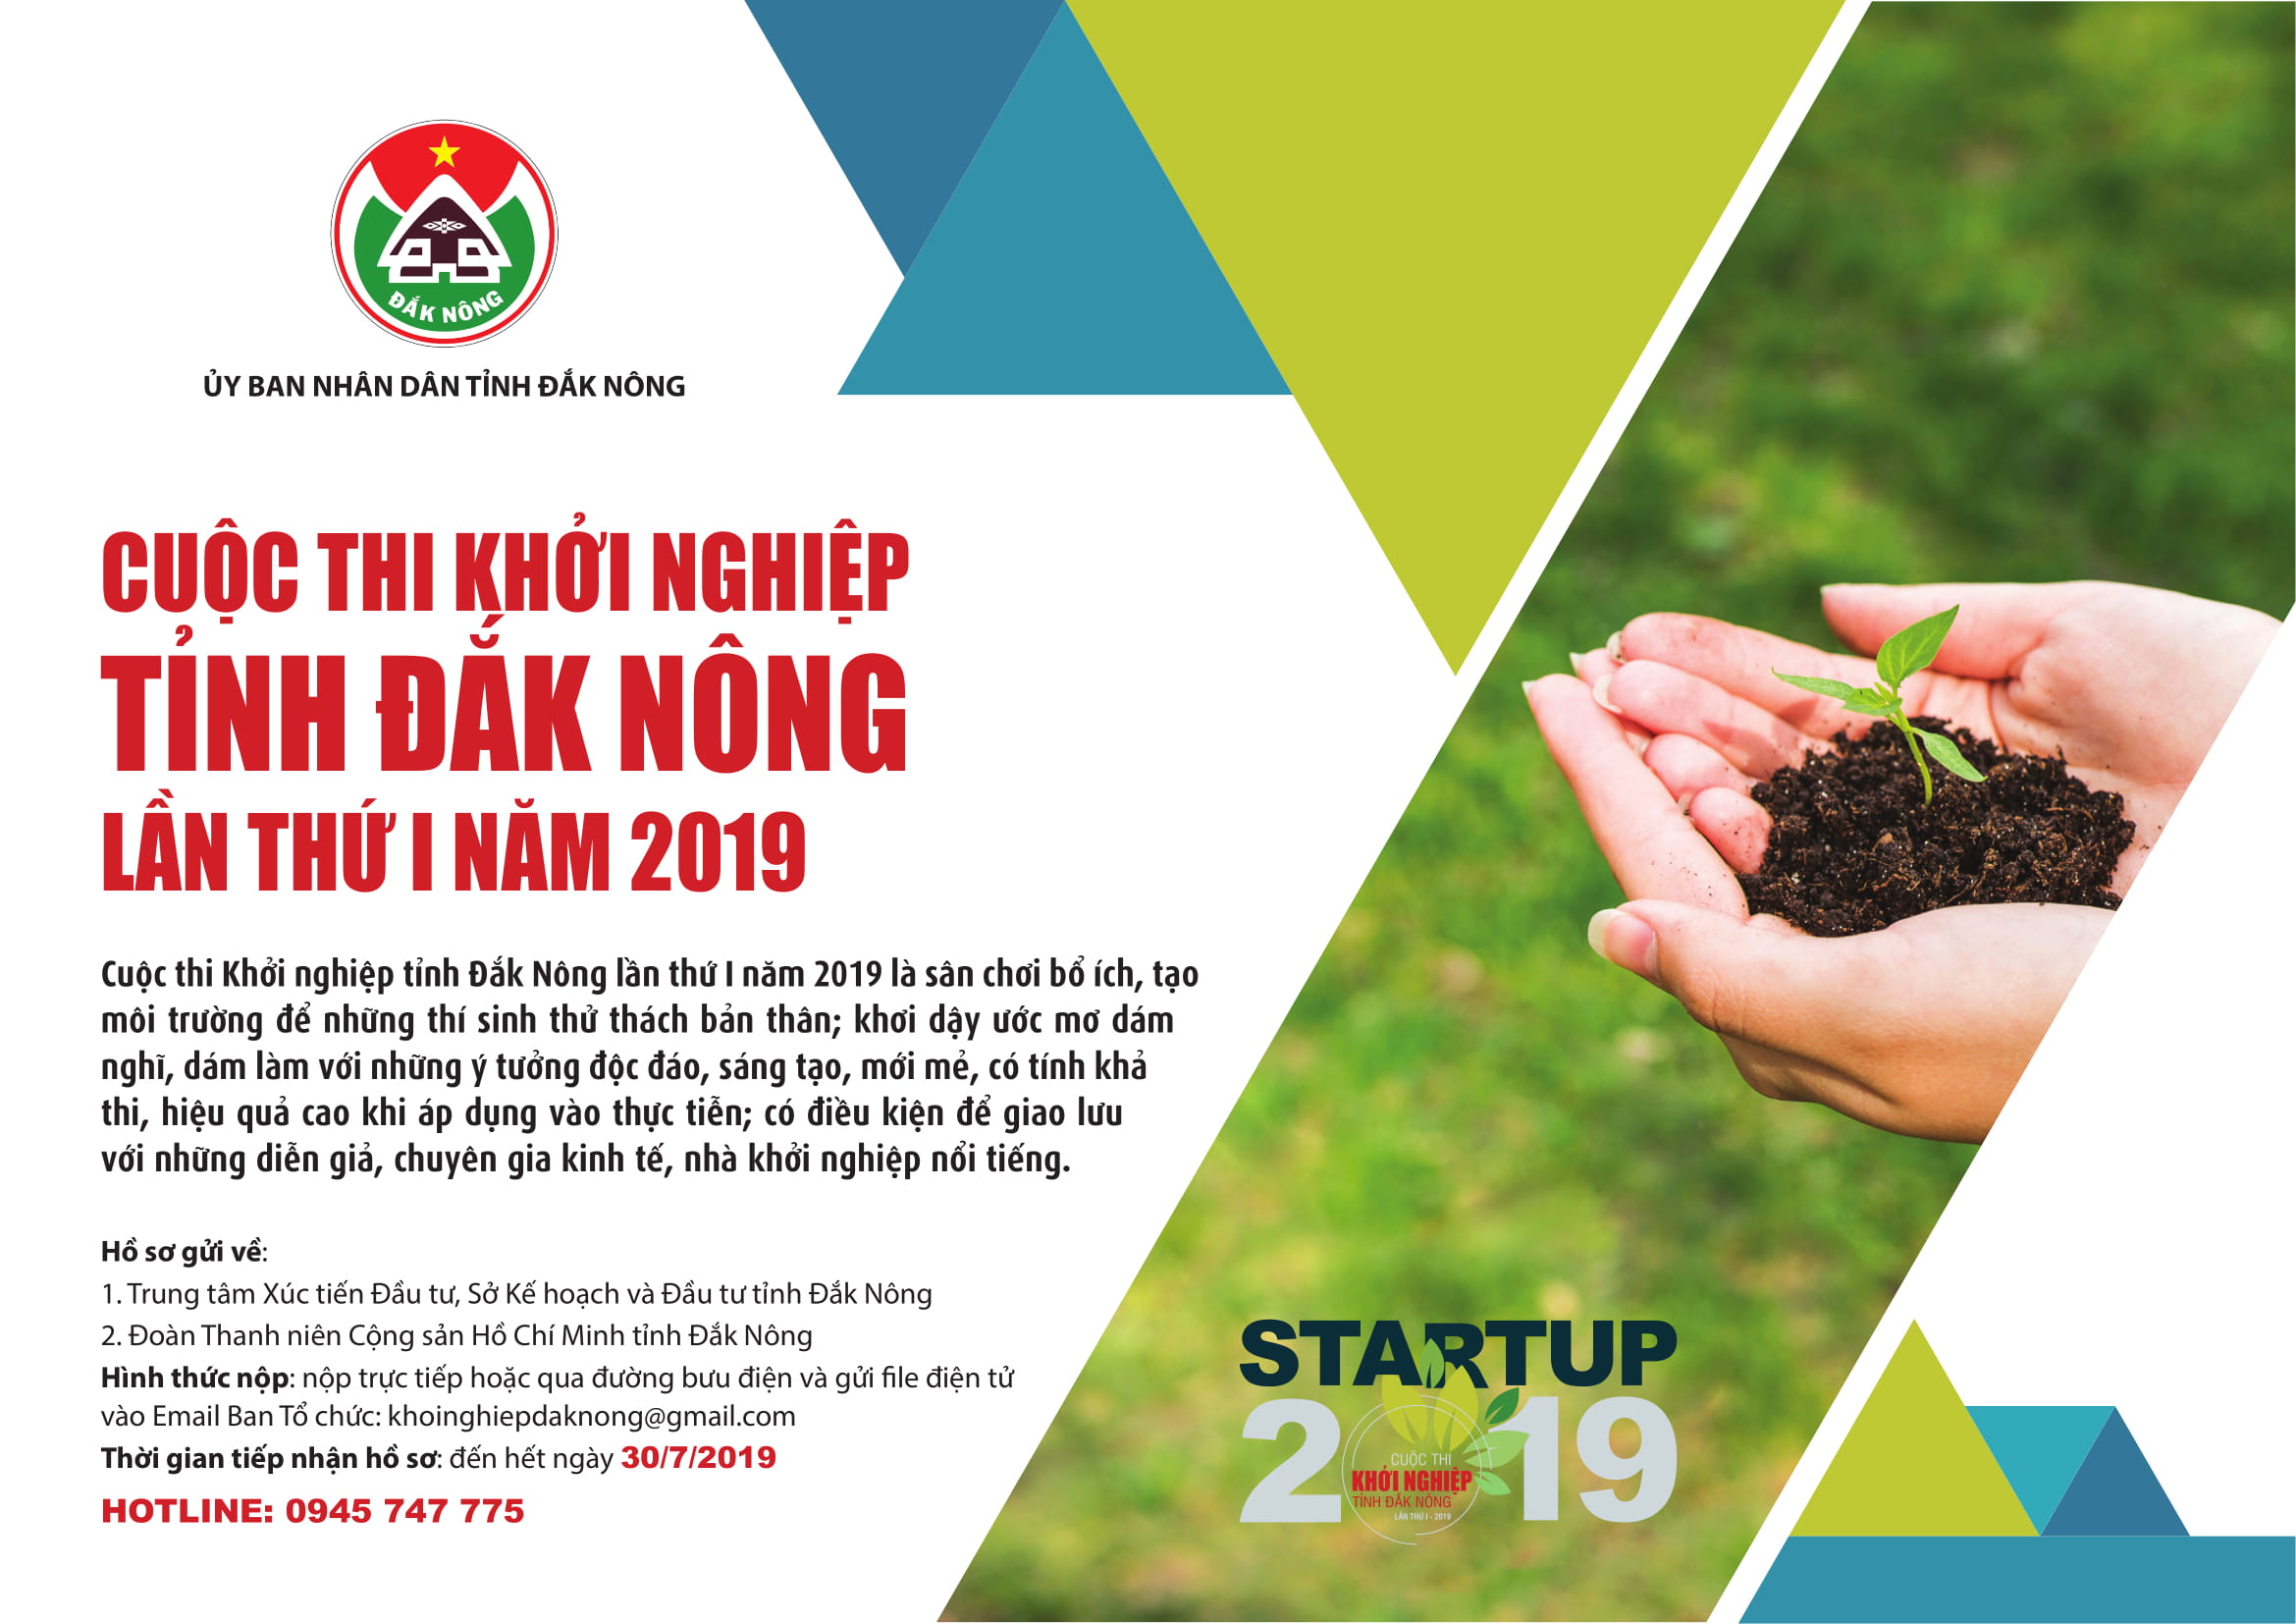 ĐẮK NÔNG
ỦY BAN NHÂN DÂN TỈNH ĐẮK NÔNG
CUỘC THI KHỞI NGHIỆP
TỈNH ĐẮK NÔNG
LẦN THỨ I NĂM 2019
Cuộc thi Khởi nghiệp tỉnh Đắk Nông lần thứ I năm 2019 là sân chơi bổ ích, tạo
môi trường để những thí sinh thử thách bản thân; khơi dậy ước mơ dám
nghĩ, dám làm với những ý tưởng độc đáo, sáng tạo, mới mẻ, có tính khả
thi, hiệu quả cao khi áp dụng vào thực tiễn; có điều kiện để giao lưu
với những diễn giả, chuyên gia kinh tế, nhà khởi nghiệp nổi tiếng.
Hồ sơ gửi về:
1. Trung tâm Xúc tiến Đầu tư, Sở Kế hoạch và Đầu tư tỉnh Đắk Nông
2. Đoàn Thanh niên Cộng sản Hồ Chí Minh tỉnh Đắk Nông
Hình thức nộp: nộp trực tiếp hoặc qua đường bưu điện và gửi file điện tử
vào Email Ban Tổ chức: khoinghiepdaknong@gmail.com
Thời gian tiếp nhận hồ sơ: đến hết ngày 30/7/2019
HOTLINE: 0945 747 775
STARTUP
2019
CUỘC THI
KHỞI NGHIỆP
TỈNH ĐẮK NÔNG
LẦN THỨ I - 2019